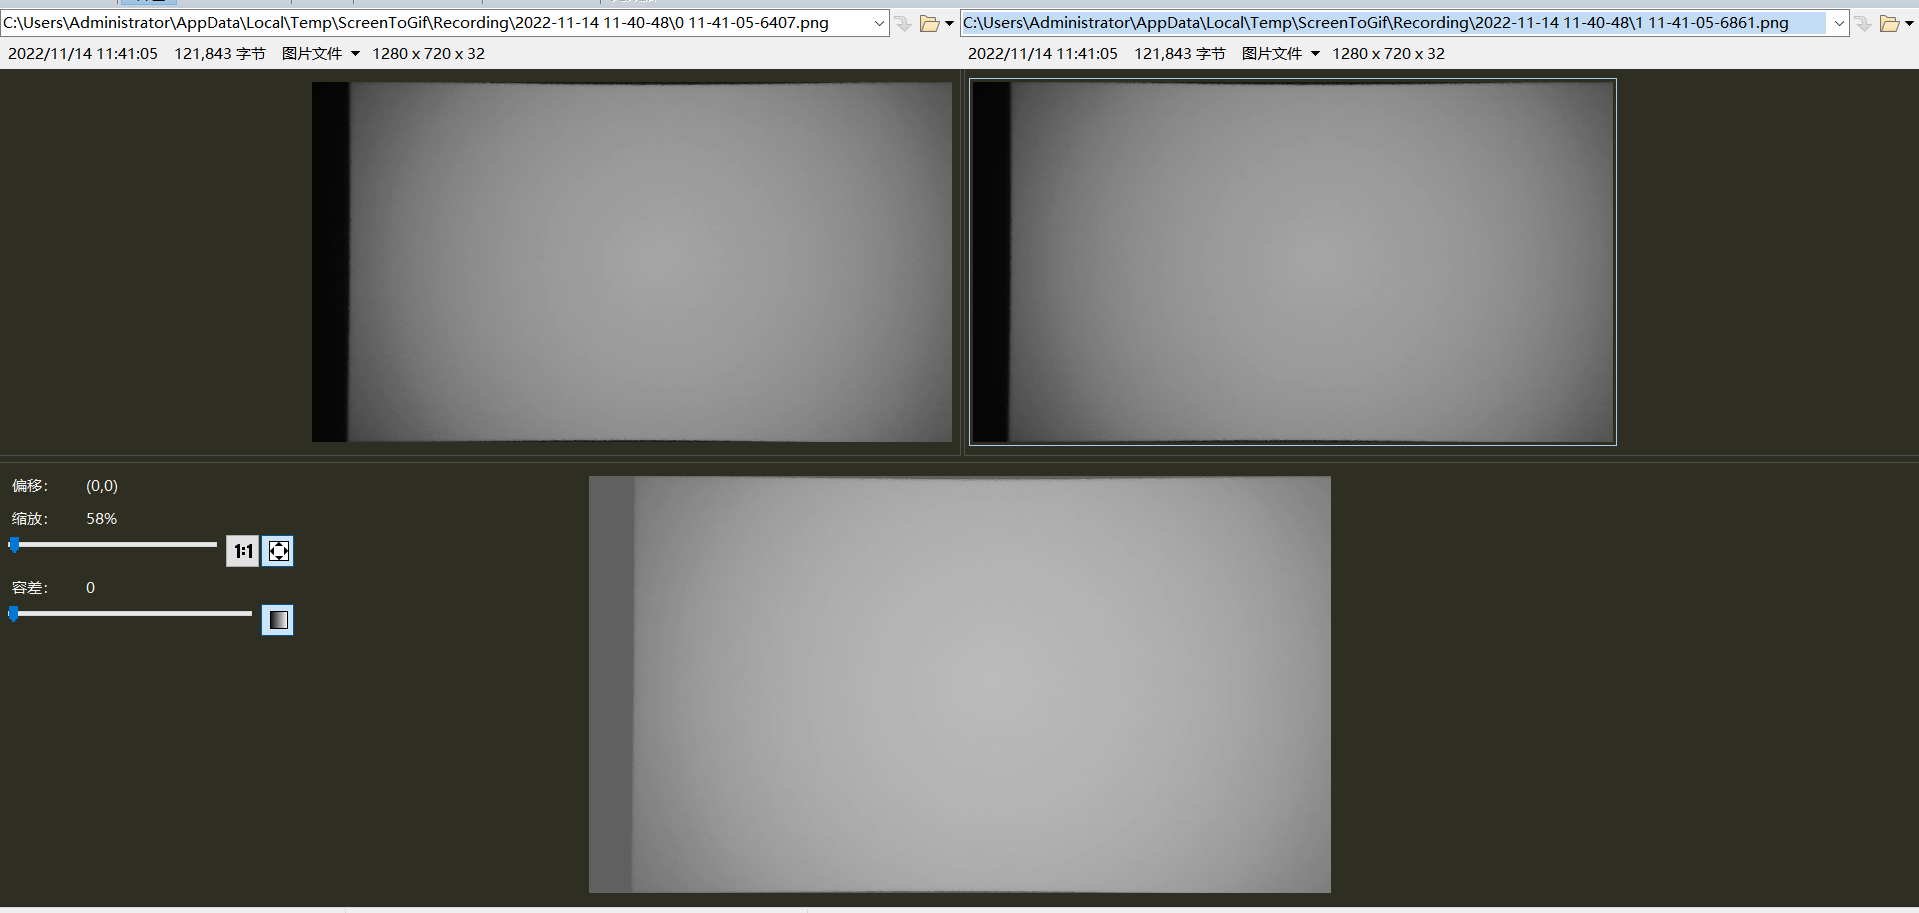 C:\Users\Administrator\AppData\Local\Temp\ScreenToGif\Recording\2022-11-14 11-40-48\0 11-41-05-6407.png
C:\Users\Administrator\AppData\Local\Temp\ScreenToGif\Recording\2022-11-14 11-40-48\1 11-41-05-6861.png
2022/11/14 11:41:05 121,843 字节 图片文件 1280 x 720 x 32
2022/11/14 11:41:05 121,843 字节 图片文件 1280 x 720 x 32
偏移: (0,0)
缩放: 58%
1:1
容差: 0